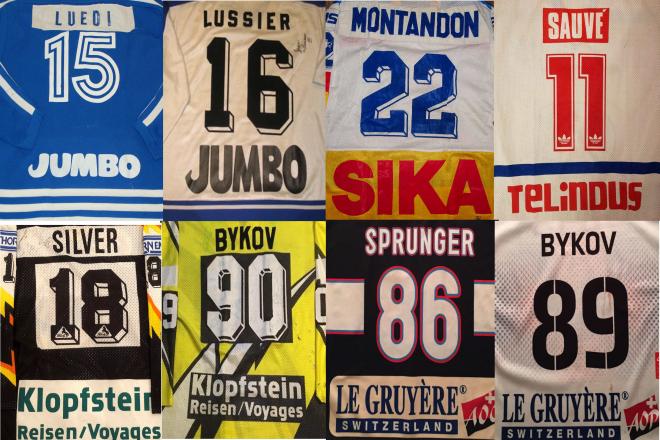 LUEDI
15
JUMBO
LUSSIER
16
JUMBO
MONTANDON
22
SIKA
SAUVÉ
11
TELINDUS
SILVER
18
Klopfstein
Reisen/Voyages
BYKOV
90
Klopfstein
Reisen/Voyages
SPRUNGER
86
LE GRUYÈRE®
SWITZERLAND
AOC
BYKOV
89
LE GRUYÈRE®
SWITZERLAND